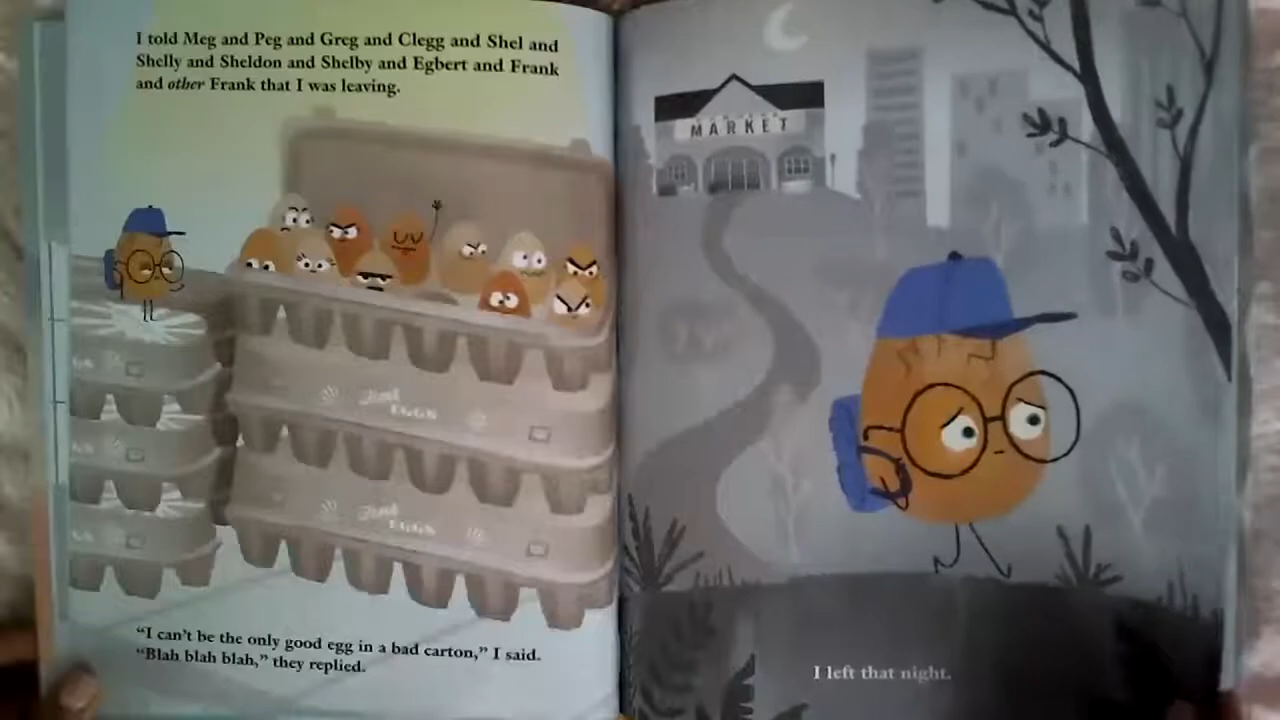 I told Meg and Peg and Greg and Clegg and Shel and
Shelly and Sheldon and Shelby and Egbert and Frank
and other Frank that I was leaving.
EGGS
EGGS
“I can’t be the only good egg in a bad carton,” I said.
“Blah blah blah,” they replied.
MARKET
I left that night.